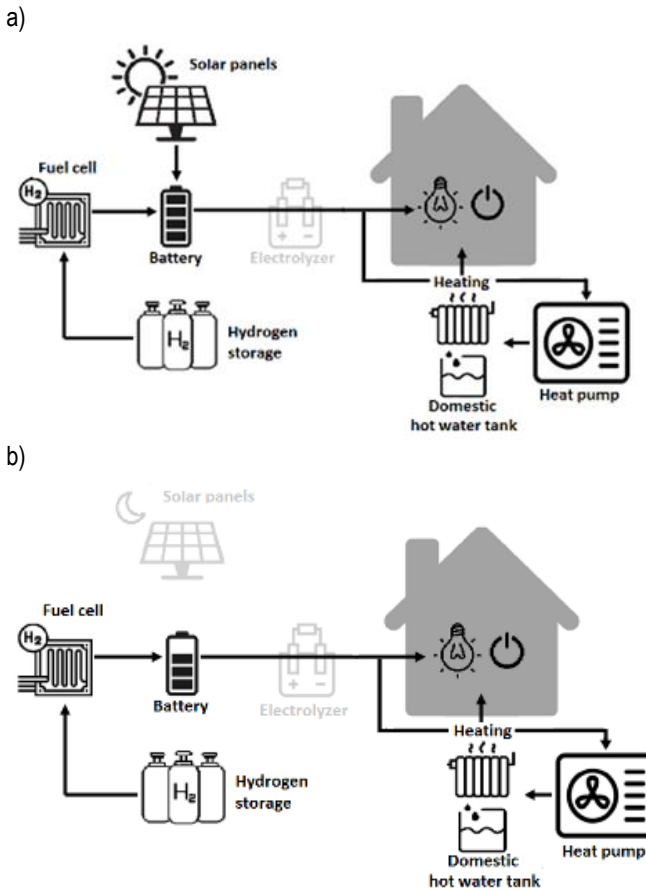 a)
Solar panels
Fuel cell
H₂
Battery
Electrolyzer
Hydrogen
storage
H₂
Heating
Domestic
hot water tank
Heat pump
b)
Solar panels
Fuel cell
H₂
Battery
Electrolyzer
Hydrogen
storage
H₂
Heating
Domestic
hot water tank
Heat pump